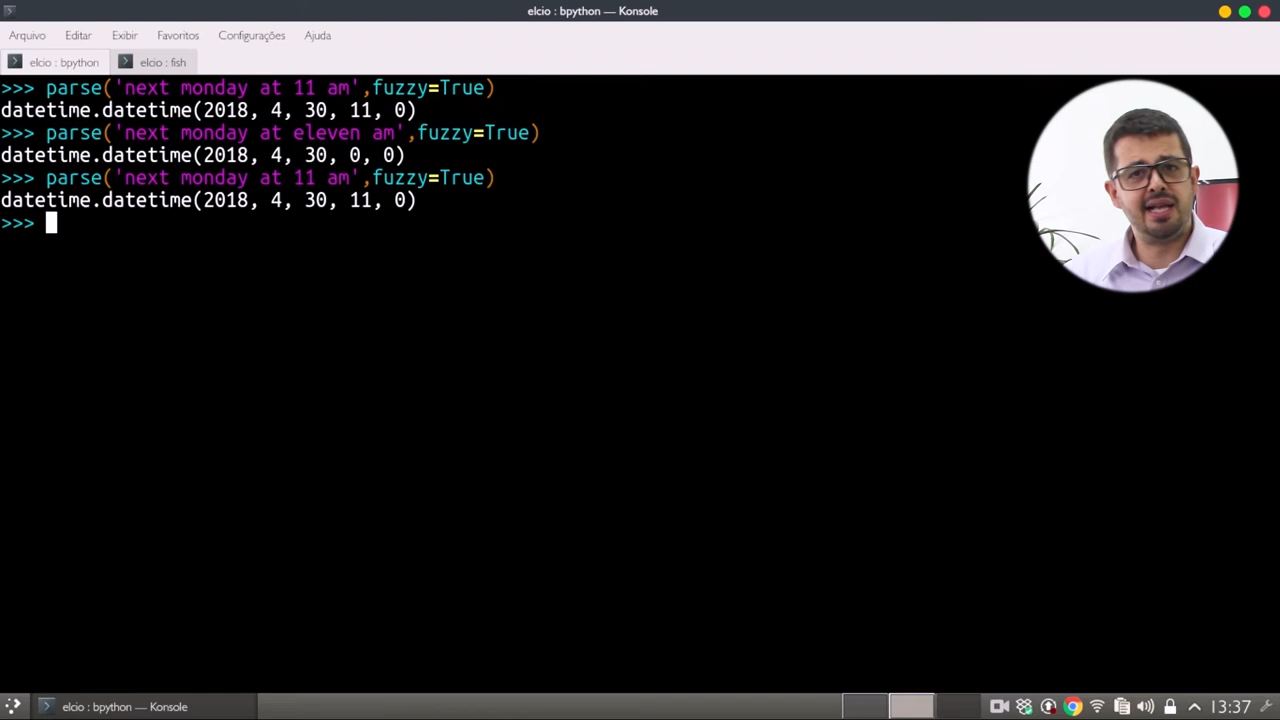 elcio : bpython — Konsole
Arquivo Editar Exibir Favoritos Configurações Ajuda
elcio : bpython elcio : fish
>>> parse('next monday at 11 am',fuzzy=True)
datetime.datetime(2018, 4, 30, 11, 0)
>>> parse('next monday at eleven am',fuzzy=True)
datetime.datetime(2018, 4, 30, 0, 0)
>>> parse('next monday at 11 am',fuzzy=True)
datetime.datetime(2018, 4, 30, 11, 0)
>>>
elcio : bpython — Konsole 13:37